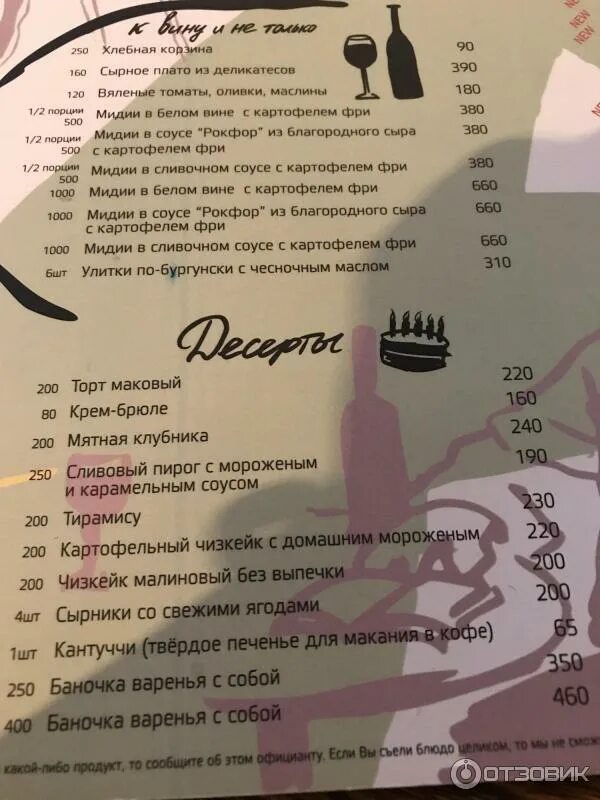 NEW
NEW
NEW
к вину и не только
250 Хлебная корзина 90
160 Сырное плато из деликатесов 390
120 Вяленые томаты, оливки, маслины 180
1/2 порции 500 Мидии в белом вине с картофелем фри 380
1/2 порции 500 Мидии в соусе "Рокфор" из благородного сыра 380
с картофелем фри
1/2 порции 500 Мидии в сливочном соусе с картофелем фри 380
1000 Мидии в белом вине с картофелем фри 660
1000 Мидии в соусе "Рокфор" из благородного сыра 660
с картофелем фри
1000 Мидии в сливочном соусе с картофелем фри 660
6шт Улитки по-бургунски с чесночным маслом 310
Десерты
200 Торт маковый 220
80 Крем-брюле 160
200 Мятная клубника 240
250 Сливовый пирог с мороженым 190
и карамельным соусом
200 Тирамису 230
200 Картофельный чизкейк с домашним мороженым 220
200 Чизкейк малиновый без выпечки 200
4шт Сырники со свежими ягодами 200
1шт Кантуччи (твёрдое печенье для макания в кофе) 65
250 Баночка варенья с собой 350
400 Баночка варенья с собой 460
какой-либо продукт, то сообщите об этом официанту. Если Вы съели блюдо целиком, то мы не
ОТЗОВИК